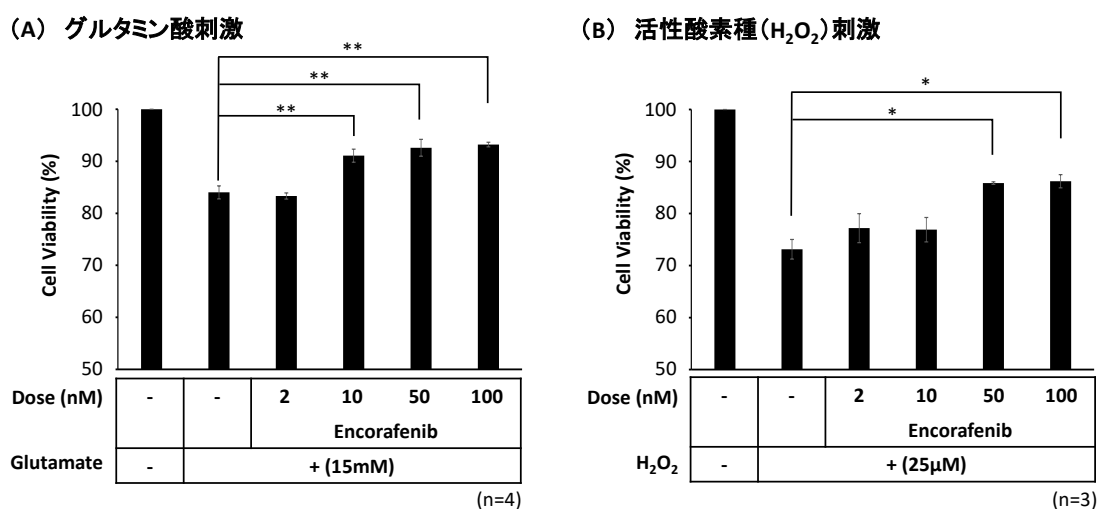 (A) グルタミン酸刺激
**
**
**
100
90
80
70
60
50
Cell Viability (%)
Dose (nM) - - 2 10 50 100
Encorafenib
Glutamate - + (15mM)
(n=4)
(B) 活性酸素種(H₂O₂)刺激
*
*
100
90
80
70
60
50
Cell Viability (%)
Dose (nM) - - 2 10 50 100
Encorafenib
H₂O₂ - + (25μM)
(n=3)